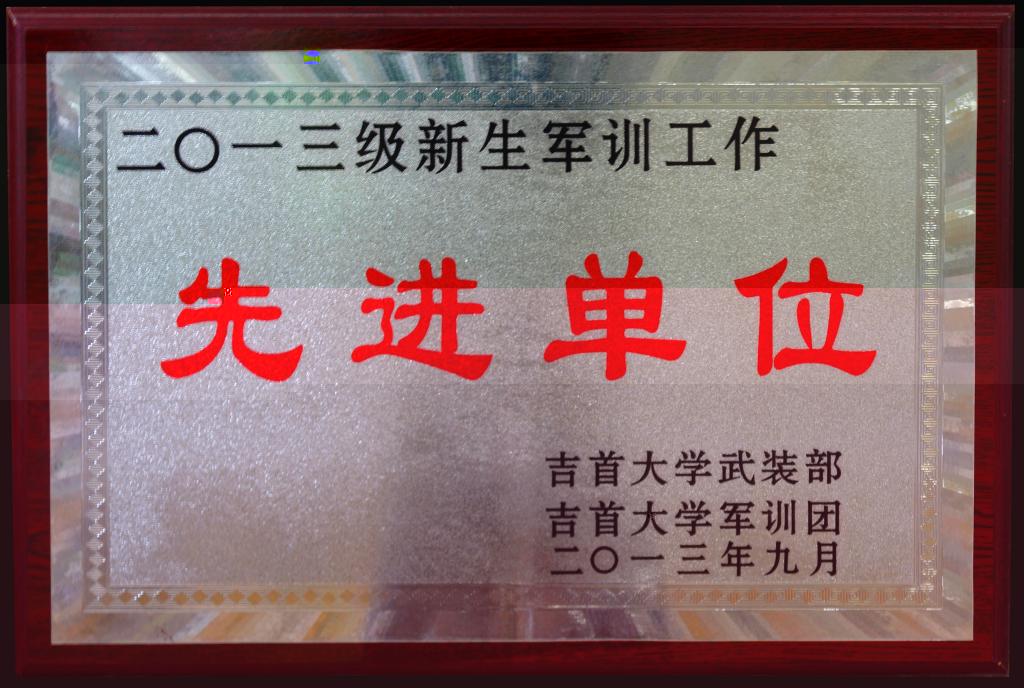 二〇一三级新生军训工作
先进单位
吉首大学武装部
吉首大学军训团
二〇一三年九月